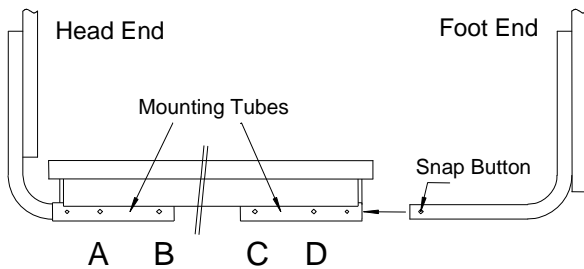 Head End
Foot End
Mounting Tubes
Snap Button
A B C D